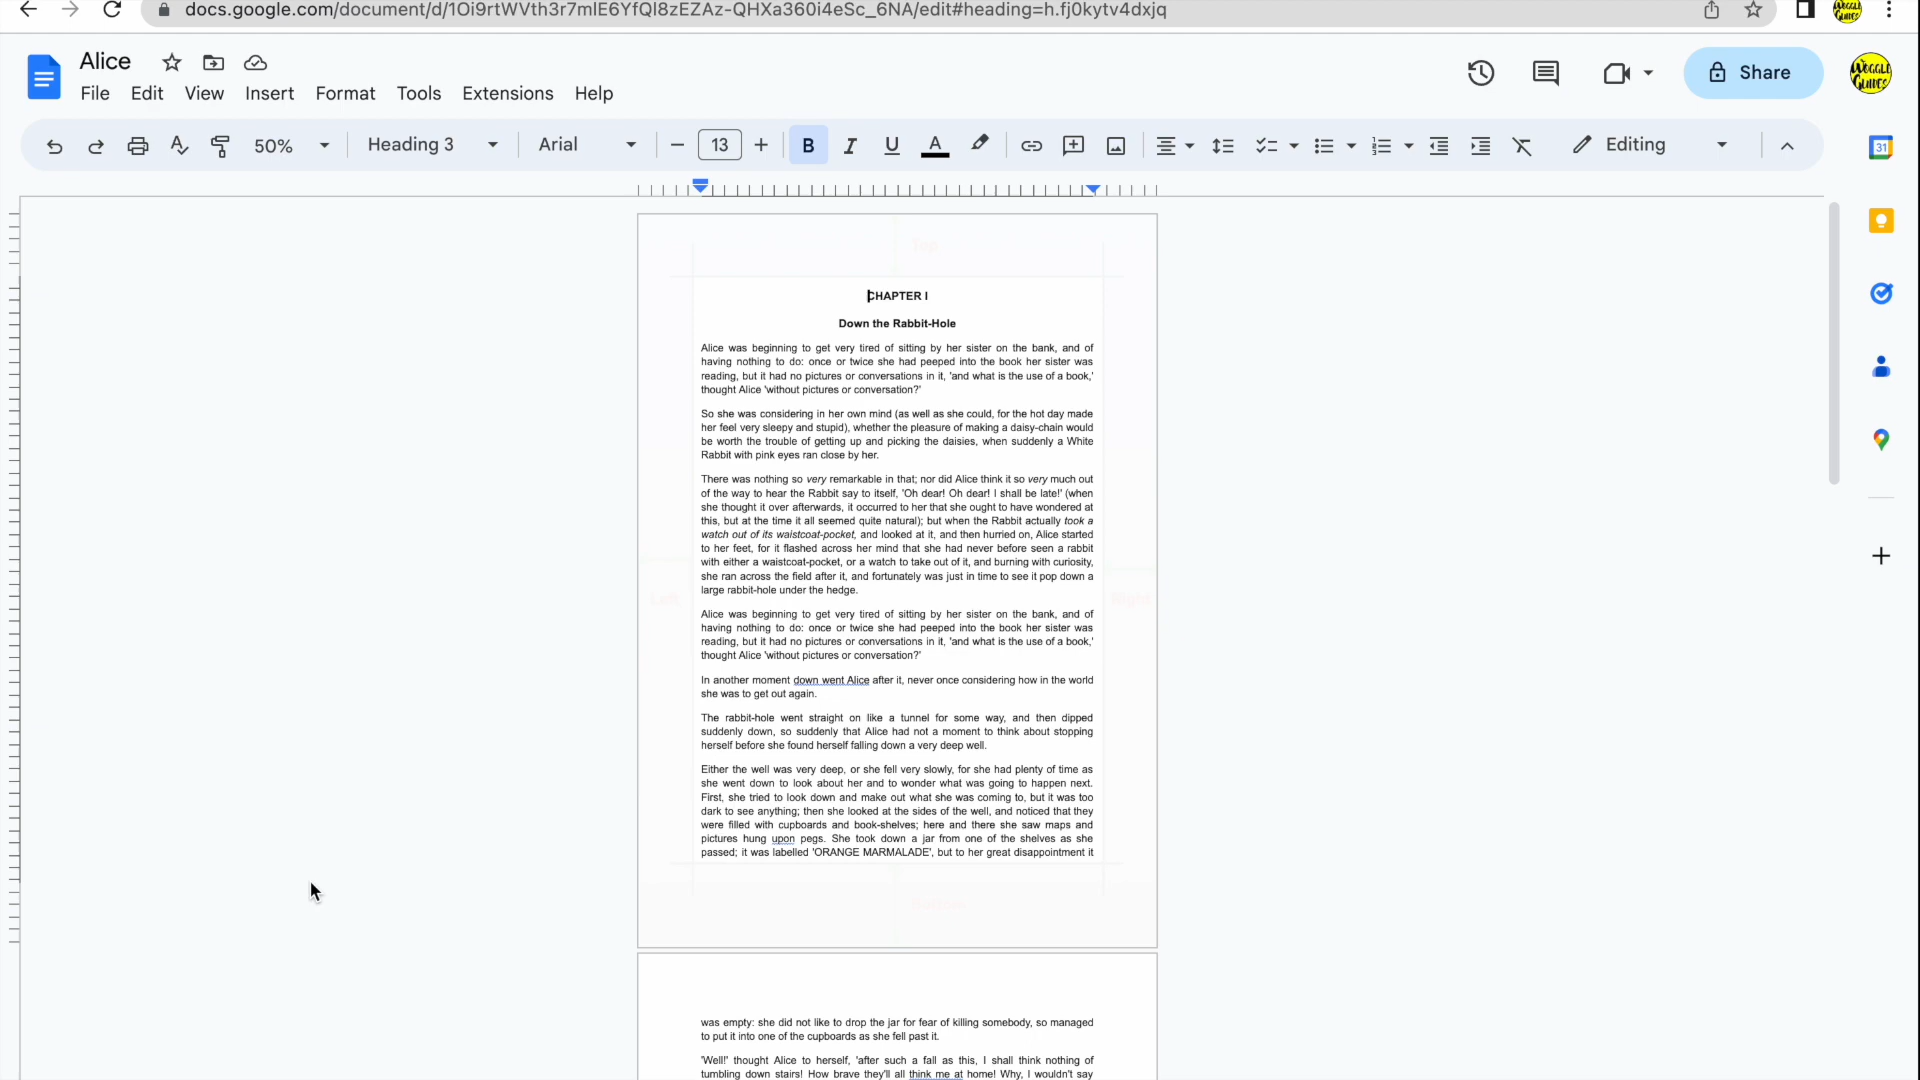 docs.google.com/document/d/1Oi9rtWVth3r7mlE6YfQl8zEZAz-QHXa360i4eSc_6NA/edit#heading=h.fj0kytv4dxjq
Alice
File Edit View Insert Format Tools Extensions Help
Share
WOGGLE
GUIDES
50% Heading 3 Arial 13 B I U A Editing
31
Top
CHAPTER I
Down the Rabbit-Hole
Alice was beginning to get very tired of sitting by her sister on the bank, and of
having nothing to do: once or twice she had peeped into the book her sister was
reading, but it had no pictures or conversations in it, 'and what is the use of a book,'
thought Alice 'without pictures or conversation?'
So she was considering in her own mind (as well as she could, for the hot day made
her feel very sleepy and stupid), whether the pleasure of making a daisy-chain would
be worth the trouble of getting up and picking the daisies, when suddenly a White
Rabbit with pink eyes ran close by her.
There was nothing so very remarkable in that; nor did Alice think it so very much out
of the way to hear the Rabbit say to itself, 'Oh dear! Oh dear! I shall be late!' (when
she thought it over afterwards, it occurred to her that she ought to have wondered at
this, but at the time it all seemed quite natural); but when the Rabbit actually took a
watch out of its waistcoat-pocket, and looked at it, and then hurried on, Alice started
to her feet, for it flashed across her mind that she had never before seen a rabbit
with either a waistcoat-pocket, or a watch to take out of it, and burning with curiosity,
she ran across the field after it, and fortunately was just in time to see it pop down a
large rabbit-hole under the hedge.
Left
Right
Alice was beginning to get very tired of sitting by her sister on the bank, and of
having nothing to do: once or twice she had peeped into the book her sister was
reading, but it had no pictures or conversations in it, 'and what is the use of a book,'
thought Alice 'without pictures or conversation?'
In another moment down went Alice after it, never once considering how in the world
she was to get out again.
The rabbit-hole went straight on like a tunnel for some way, and then dipped
suddenly down, so suddenly that Alice had not a moment to think about stopping
herself before she found herself falling down a very deep well.
Either the well was very deep, or she fell very slowly, for she had plenty of time as
she went down to look about her and to wonder what was going to happen next.
First, she tried to look down and make out what she was coming to, but it was too
dark to see anything; then she looked at the sides of the well, and noticed that they
were filled with cupboards and book-shelves; here and there she saw maps and
pictures hung upon pegs. She took down a jar from one of the shelves as she
passed; it was labelled 'ORANGE MARMALADE', but to her great disappointment it
Bottom
was empty: she did not like to drop the jar for fear of killing somebody, so managed
to put it into one of the cupboards as she fell past it.
'Well!' thought Alice to herself, 'after such a fall as this, I shall think nothing of
tumbling down stairs! How brave they'll all think me at home! Why, I wouldn't say